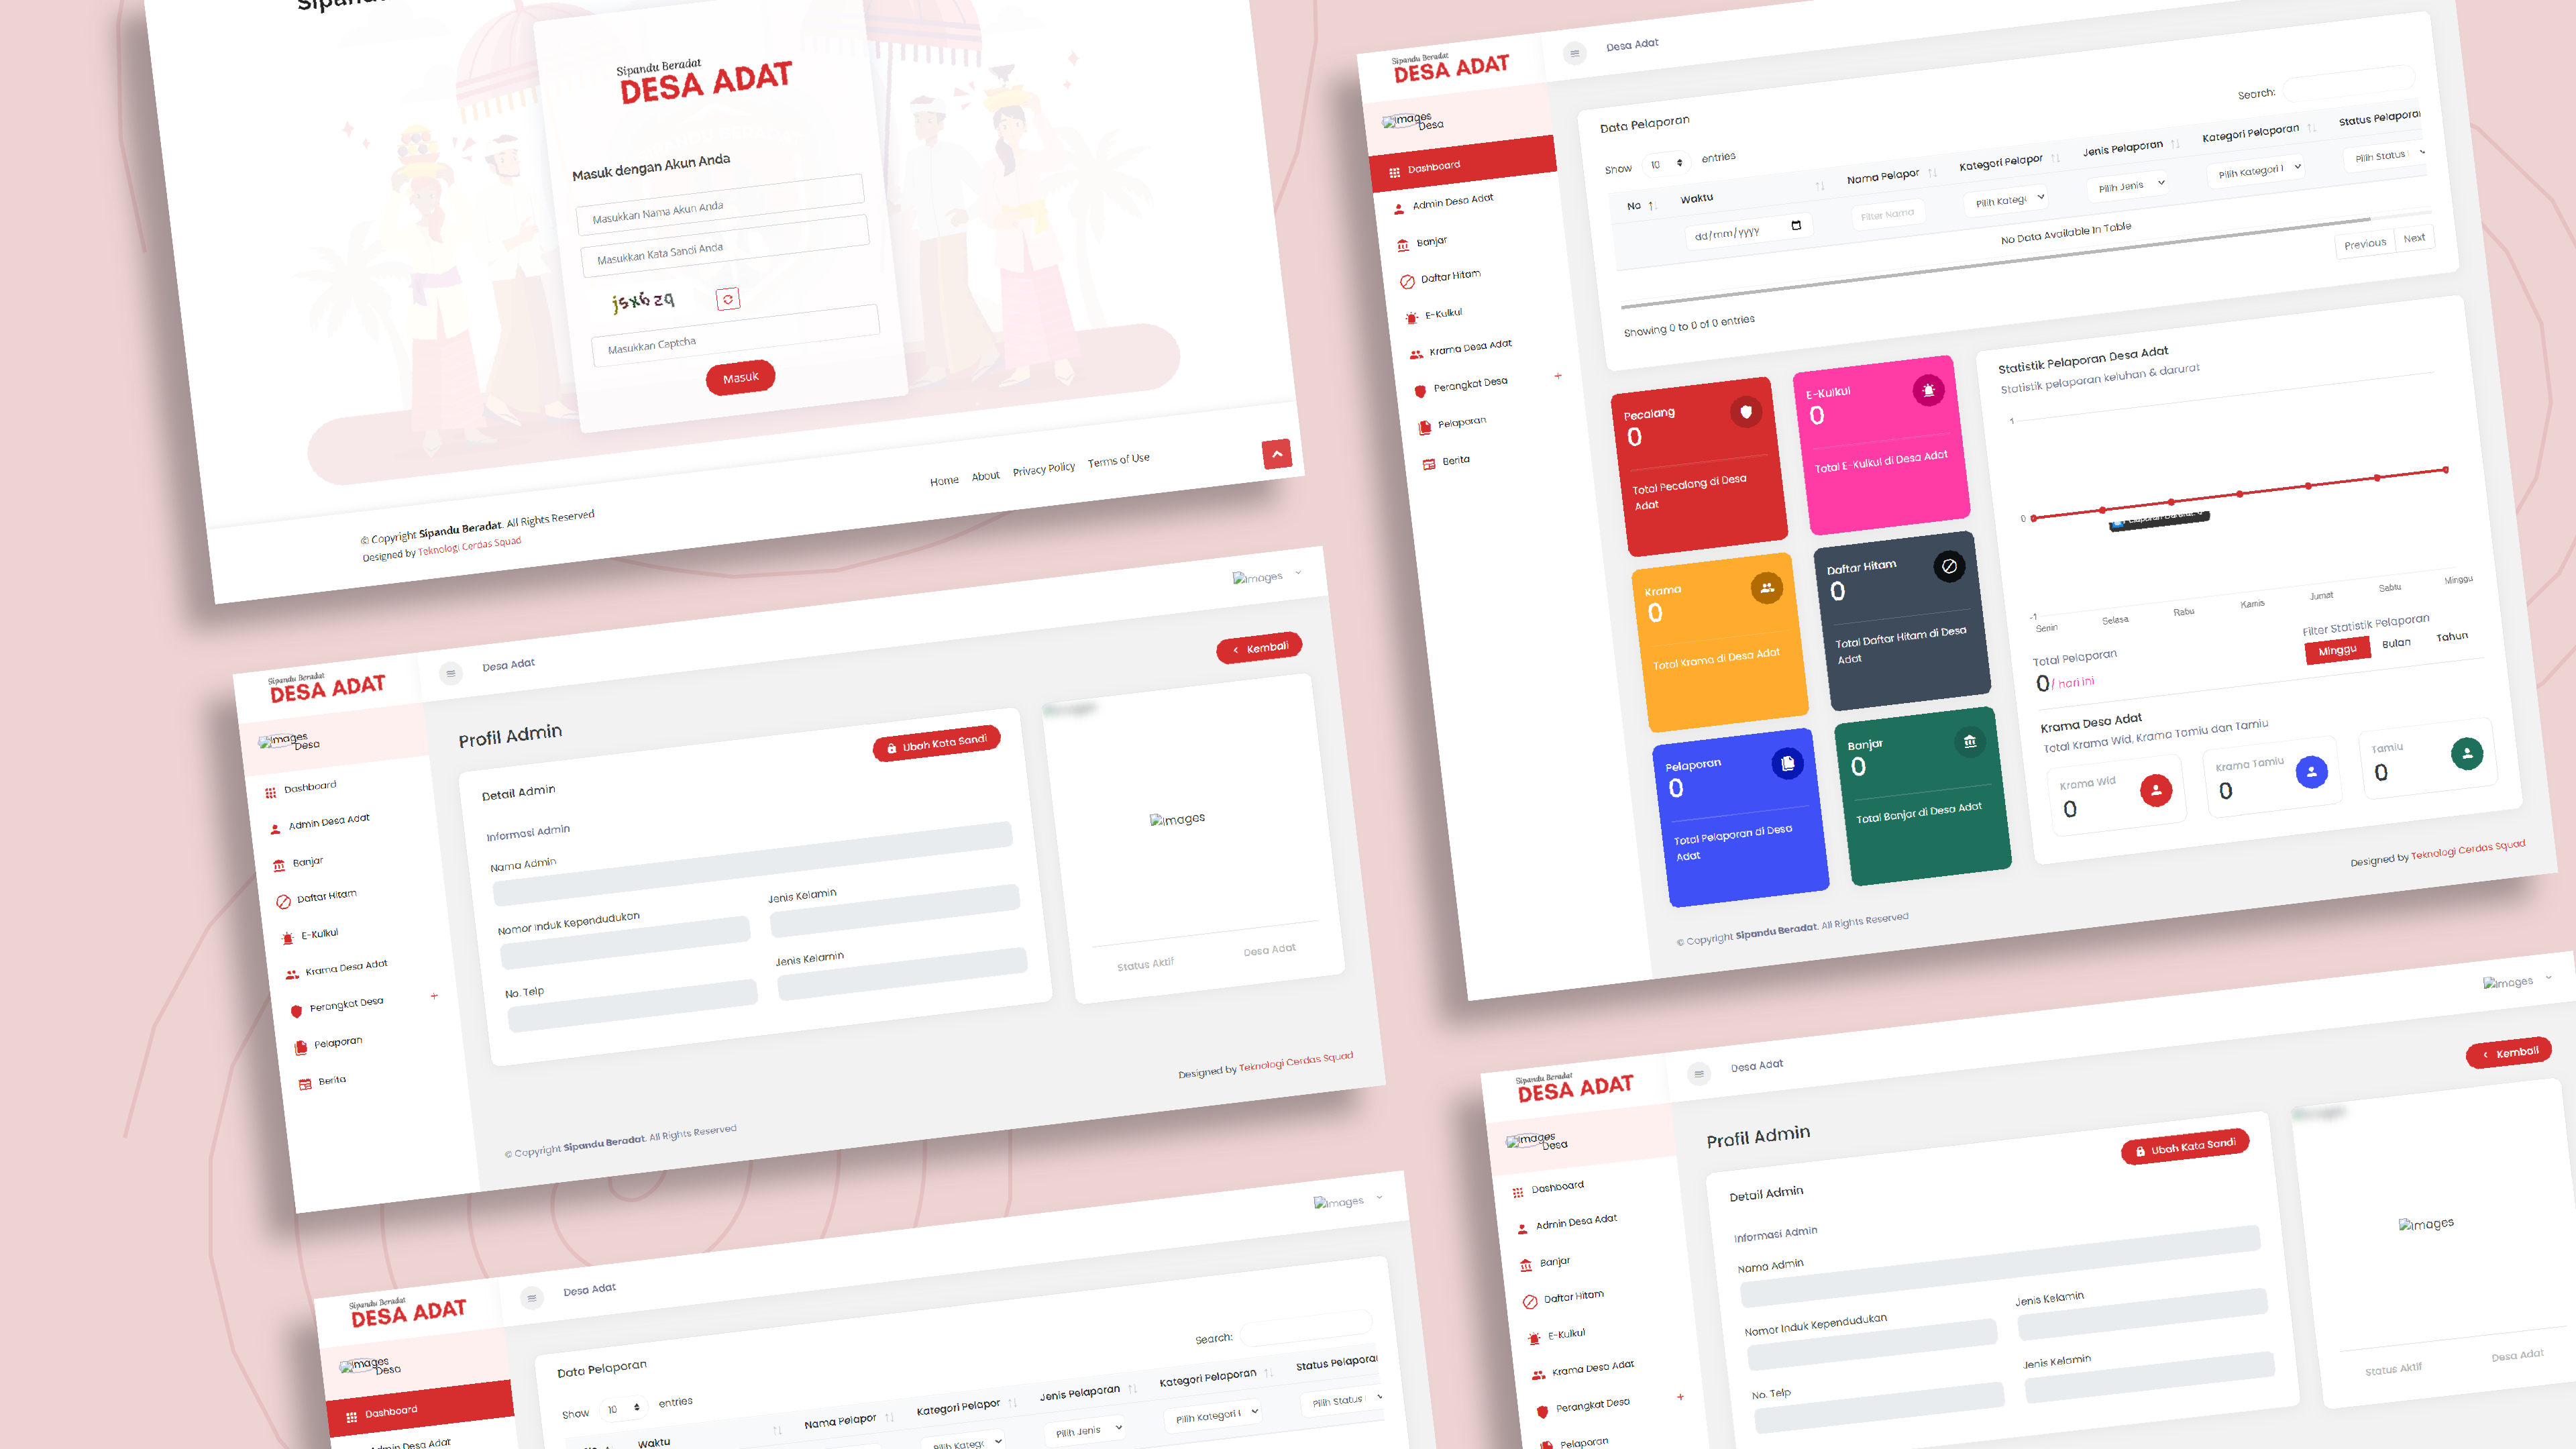 Sipandu Beradat
DESA ADAT
Masuk dengan Akun Anda
Masukkan Nama Akun Anda
Masukkan Kata Sandi Anda
jsx6zq
Masukkan Captcha
Masuk
© Copyright Sipandu Beradat. All Rights Reserved
Designed by Teknologi Cerdas Squad
Home About Privacy Policy Terms of Use
Sipandu Beradat
DESA ADAT
Desa Adat
Images
Images
Desa
Dashboard
Admin Desa Adat
Banjar
Daftar Hitam
E-Kulkul
Krama Desa Adat
Perangkat Desa +
Pelaporan
Berita
Profil Admin
Kembali
Detail Admin
Ubah Kata Sandi
Informasi Admin
Nama Admin
Nomor Induk Kependudukan
Jenis Kelamin
No. Telp
Jenis Kelamin
Images
Status Aktif
Desa Adat
© Copyright Sipandu Beradat. All Rights Reserved
Designed by Teknologi Cerdas Squad
Sipandu Beradat
DESA ADAT
Desa Adat
Images
Images
Desa
Dashboard
Admin Desa Adat
Data Pelaporan
Search:
Show 10 entries
Waktu
Nama Pelapor
Kategori Pelapor
Jenis Pelaporan
Kategori Pelaporan
Status Pelaporan
Pilih Kateg
Pilih Jenis
Pilih Kategori
Pilih Status
Sipandu Beradat
DESA ADAT
Desa Adat
Images
Desa
Dashboard
Admin Desa Adat
Banjar
Daftar Hitam
E-Kulkul
Krama Desa Adat
Perangkat Desa +
Pelaporan
Berita
Data Pelaporan
Search:
Show 10 entries
No
Waktu
Nama Pelapor
Kategori Pelapor
Jenis Pelaporan
Kategori Pelaporan
Status Pelaporan
dd/mm/yyyy
Filter Nama
Pilih Kateg
Pilih Jenis
Pilih Kategori
Pilih Status
No Data Available In Table
Showing 0 to 0 of 0 entries
Previous Next
Pecalang
0
Total Pecalang di Desa
Adat
E-Kulkul
0
Total E-Kulkul di Desa Adat
Krama
0
Total Krama di Desa Adat
Daftar Hitam
0
Total Daftar Hitam di Desa
Adat
Pelaporan
0
Total Pelaporan di Desa
Adat
Banjar
0
Total Banjar di Desa Adat
Statistik Pelaporan Desa Adat
Statistik pelaporan keluhan & darurat
1
0
-1
Senin Selasa Rabu Kamis Jumat Sabtu Minggu
Total Pelaporan
0/ hari ini
Filter Statistik Pelaporan
Minggu Bulan Tahun
Krama Desa Adat
Total Krama Wid, Krama Tamiu dan Tamiu
Krama Wid
0
Krama Tamiu
0
Tamiu
0
© Copyright Sipandu Beradat. All Rights Reserved
Designed by Teknologi Cerdas Squad
Sipandu Beradat
DESA ADAT
Desa Adat
Images
Images
Desa
Dashboard
Admin Desa Adat
Banjar
Daftar Hitam
E-Kulkul
Krama Desa Adat
Perangkat Desa +
Pelaporan
Profil Admin
Kembali
Detail Admin
Ubah Kata Sandi
Informasi Admin
Nama Admin
Nomor Induk Kependudukan
Jenis Kelamin
No. Telp
Jenis Kelamin
Images
Status Aktif
Desa Adat